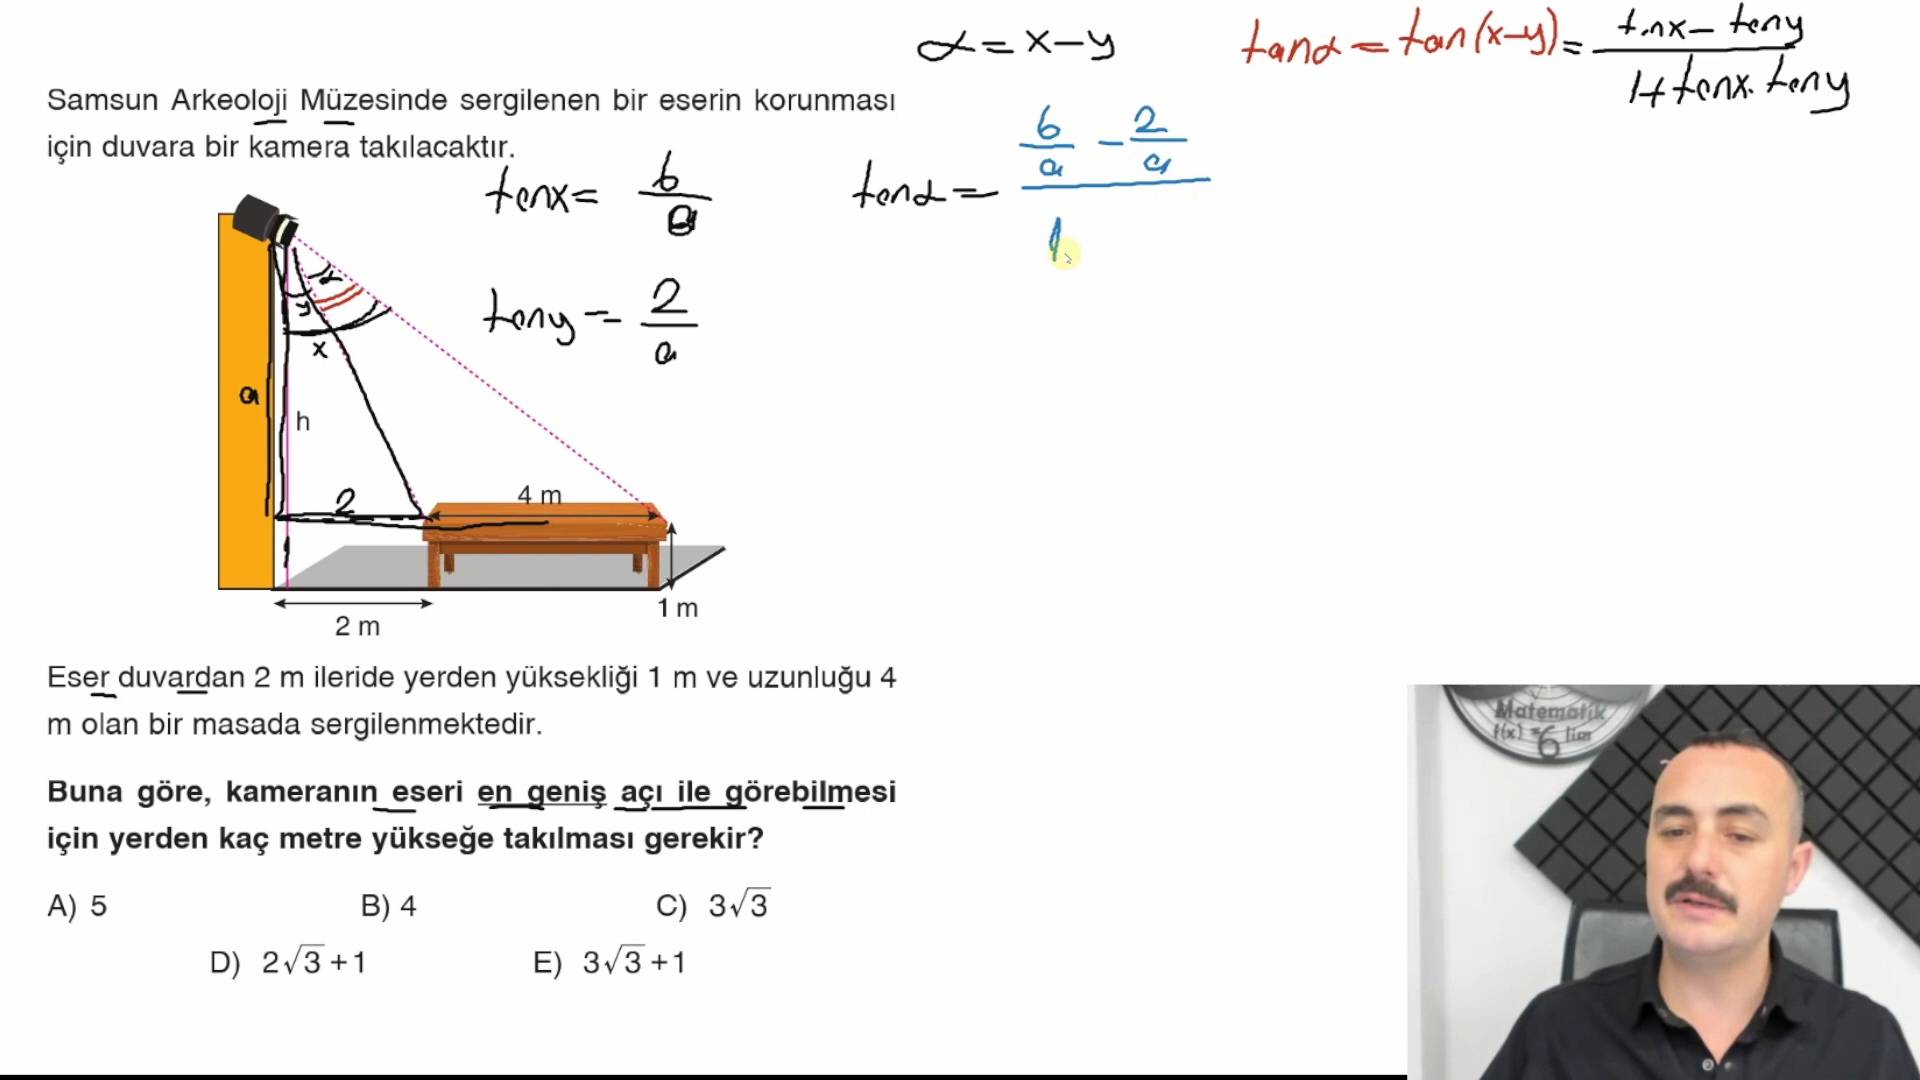 α = x - y
tanα = tan(x-y) = tanx - tany / 1 + tanx . tany
Samsun Arkeoloji Müzesinde sergilenen bir eserin korunması
için duvara bir kamera takılacaktır.
tanx = 6/a
tany = 2/a
tanα = 6/a - 2/a
1
α
y
x
a
h
2
4 m
1
2 m
1 m
Eser duvardan 2 m ileride yerden yüksekliği 1 m ve uzunluğu 4
m olan bir masada sergilenmektedir.
Buna göre, kameranın eseri en geniş açı ile görebilmesi
için yerden kaç metre yükseğe takılması gerekir?
A) 5 B) 4 C) 3√3
D) 2√3 + 1 E) 3√3 + 1
Matematik
f(x) = 6 lim